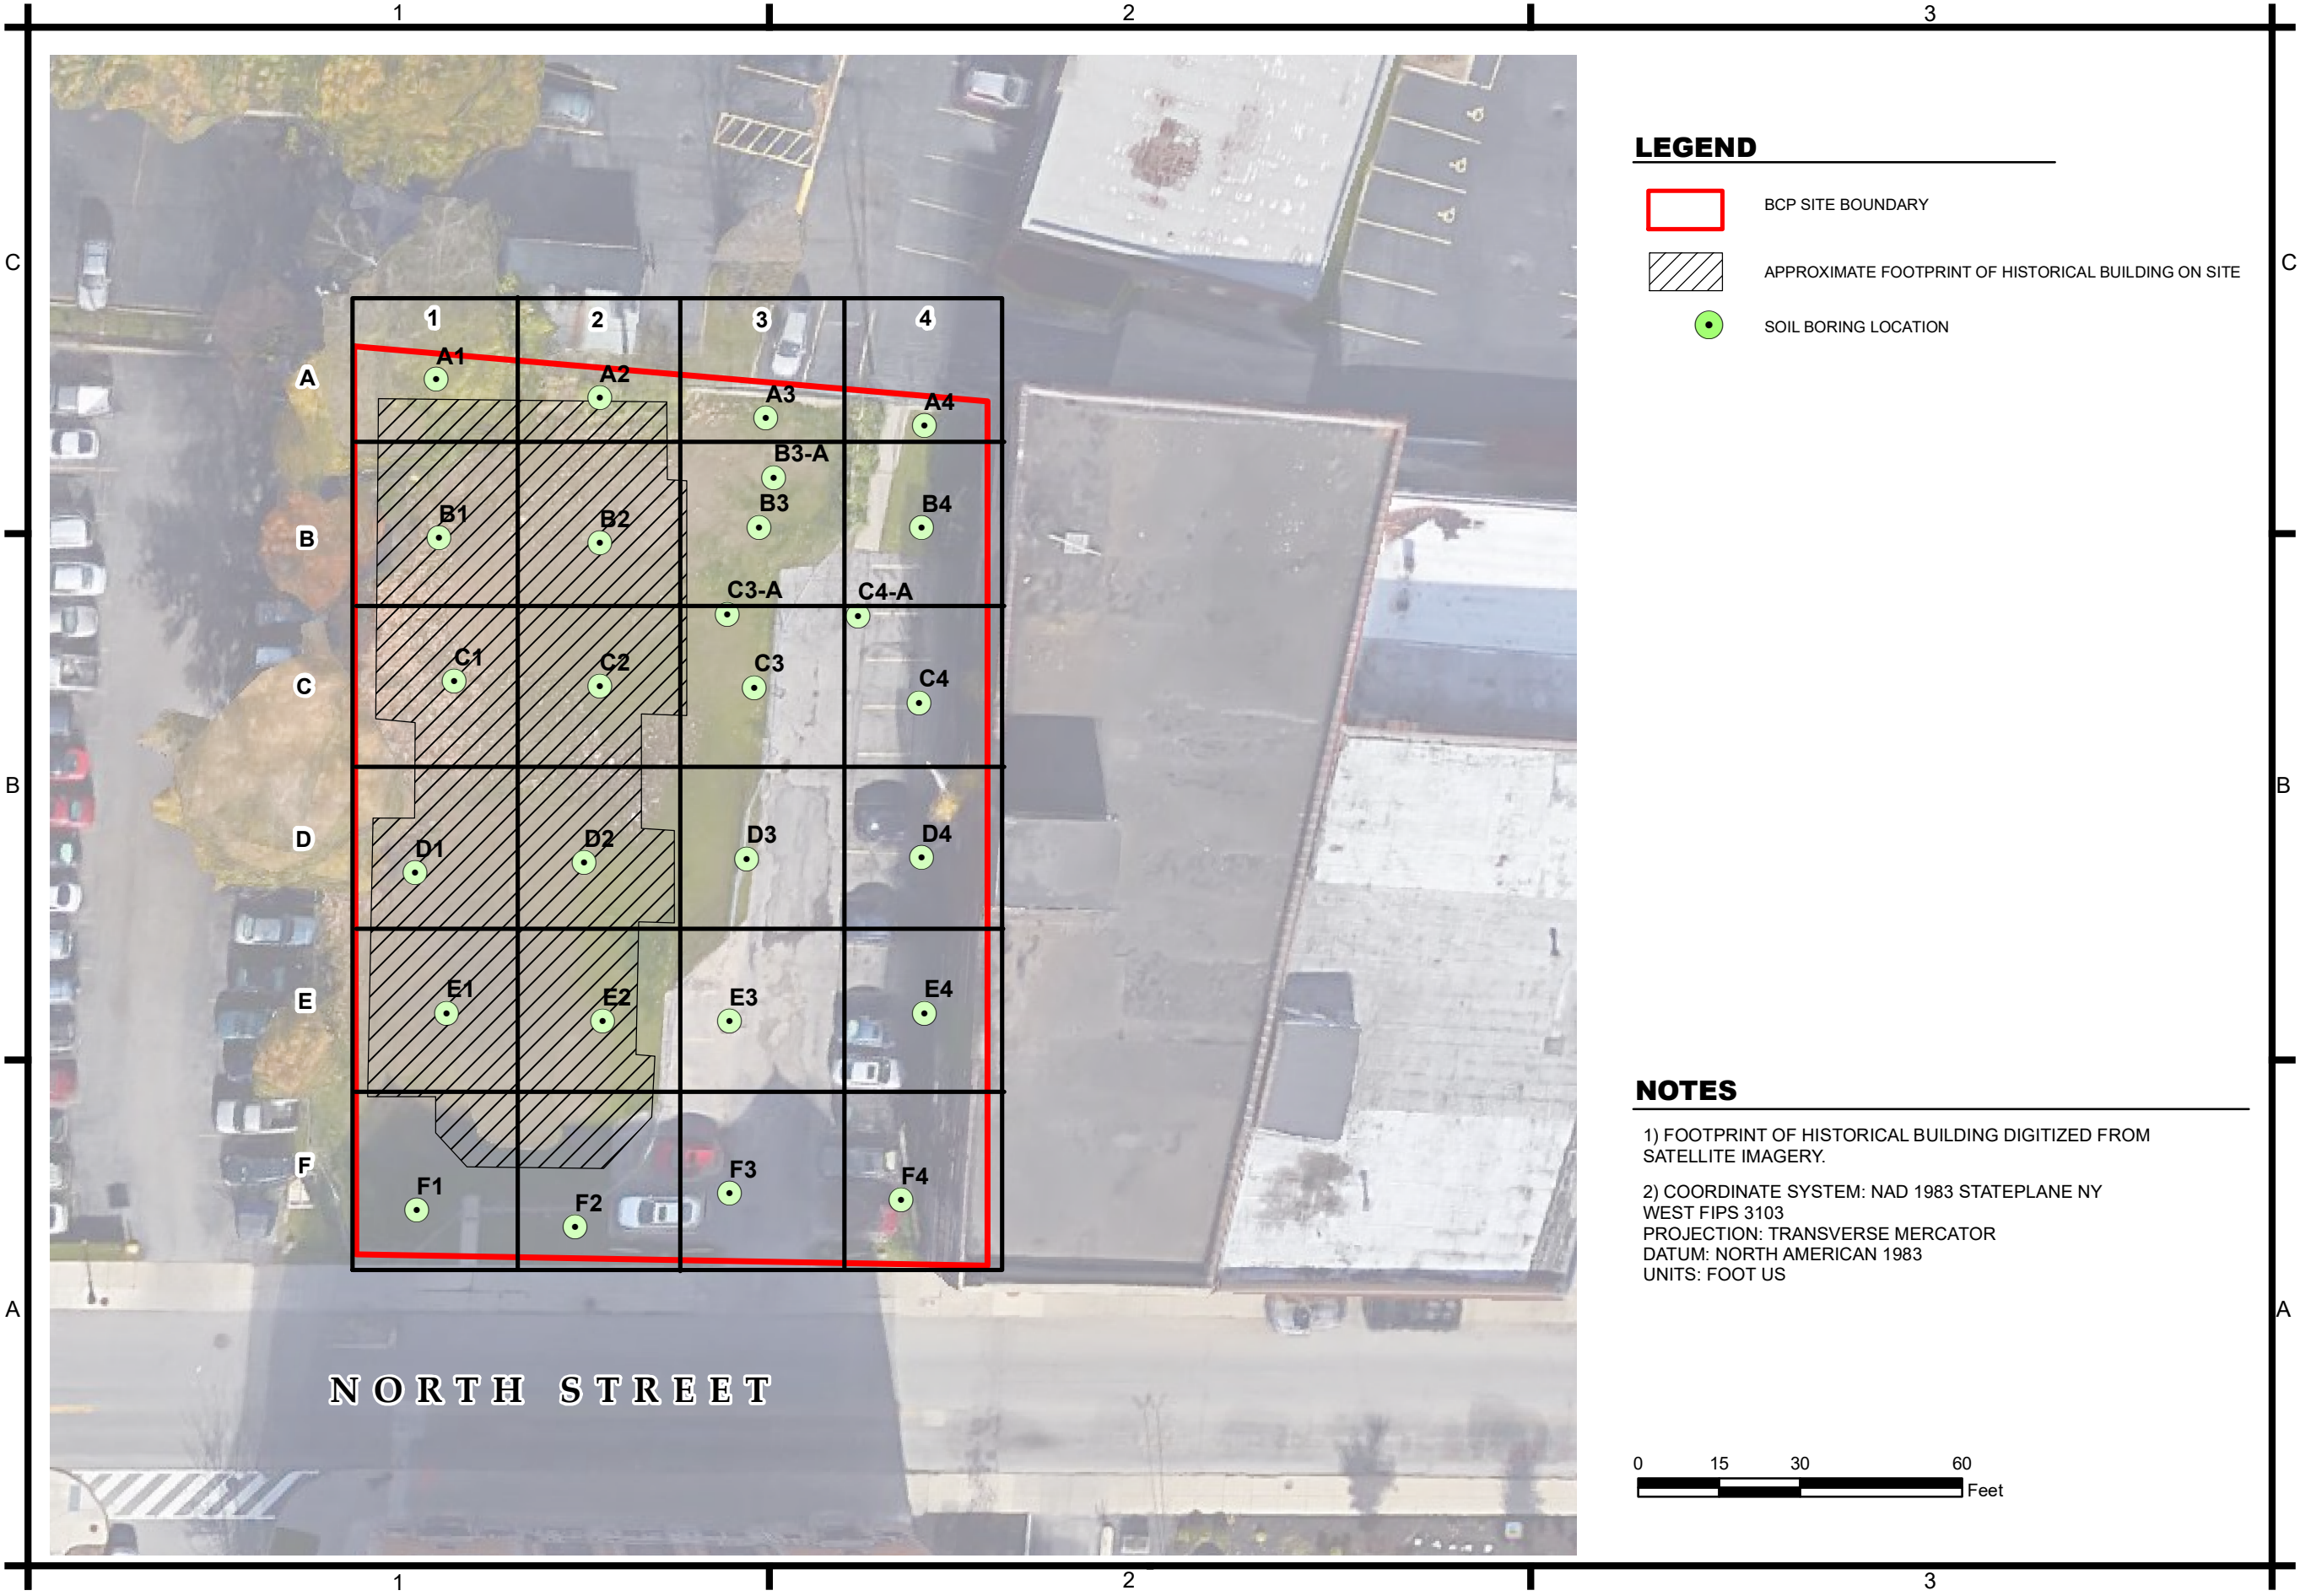 1 2 3
C C
B B
A A
1 2 3
LEGEND
BCP SITE BOUNDARY
APPROXIMATE FOOTPRINT OF HISTORICAL BUILDING ON SITE
SOIL BORING LOCATION
1 2 3 4
A
A1 A2 A3 A4
B3-A
B
B1 B2 B3 B4
C3-A C4-A
C
C1 C2 C3 C4
D
D1 D2 D3 D4
E
E1 E2 E3 E4
F
F1 F2 F3 F4
NORTH STREET
NOTES
1) FOOTPRINT OF HISTORICAL BUILDING DIGITIZED FROM
SATELLITE IMAGERY.
2) COORDINATE SYSTEM: NAD 1983 STATEPLANE NY
WEST FIPS 3103
PROJECTION: TRANSVERSE MERCATOR
DATUM: NORTH AMERICAN 1983
UNITS: FOOT US
0 15 30 60
Feet